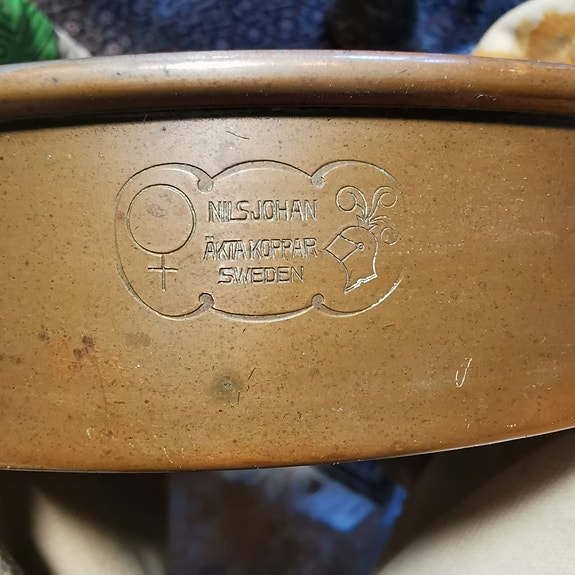 NILSJOHAN
ÄKTA KOPPAR
SWEDEN